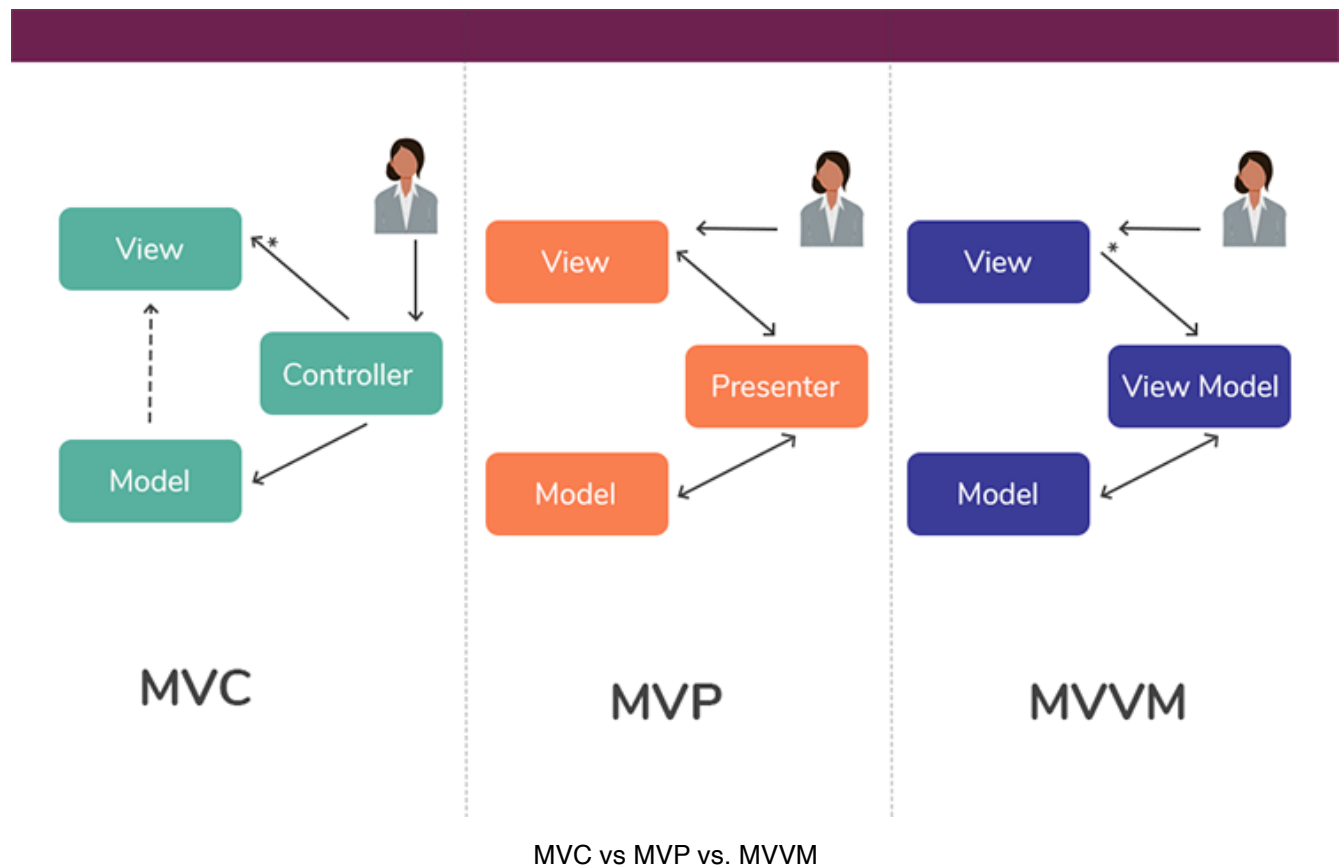 View
*
Controller
Model
MVC
View
Presenter
Model
MVP
View
*
View Model
Model
MVVM
MVC vs MVP vs. MVVM